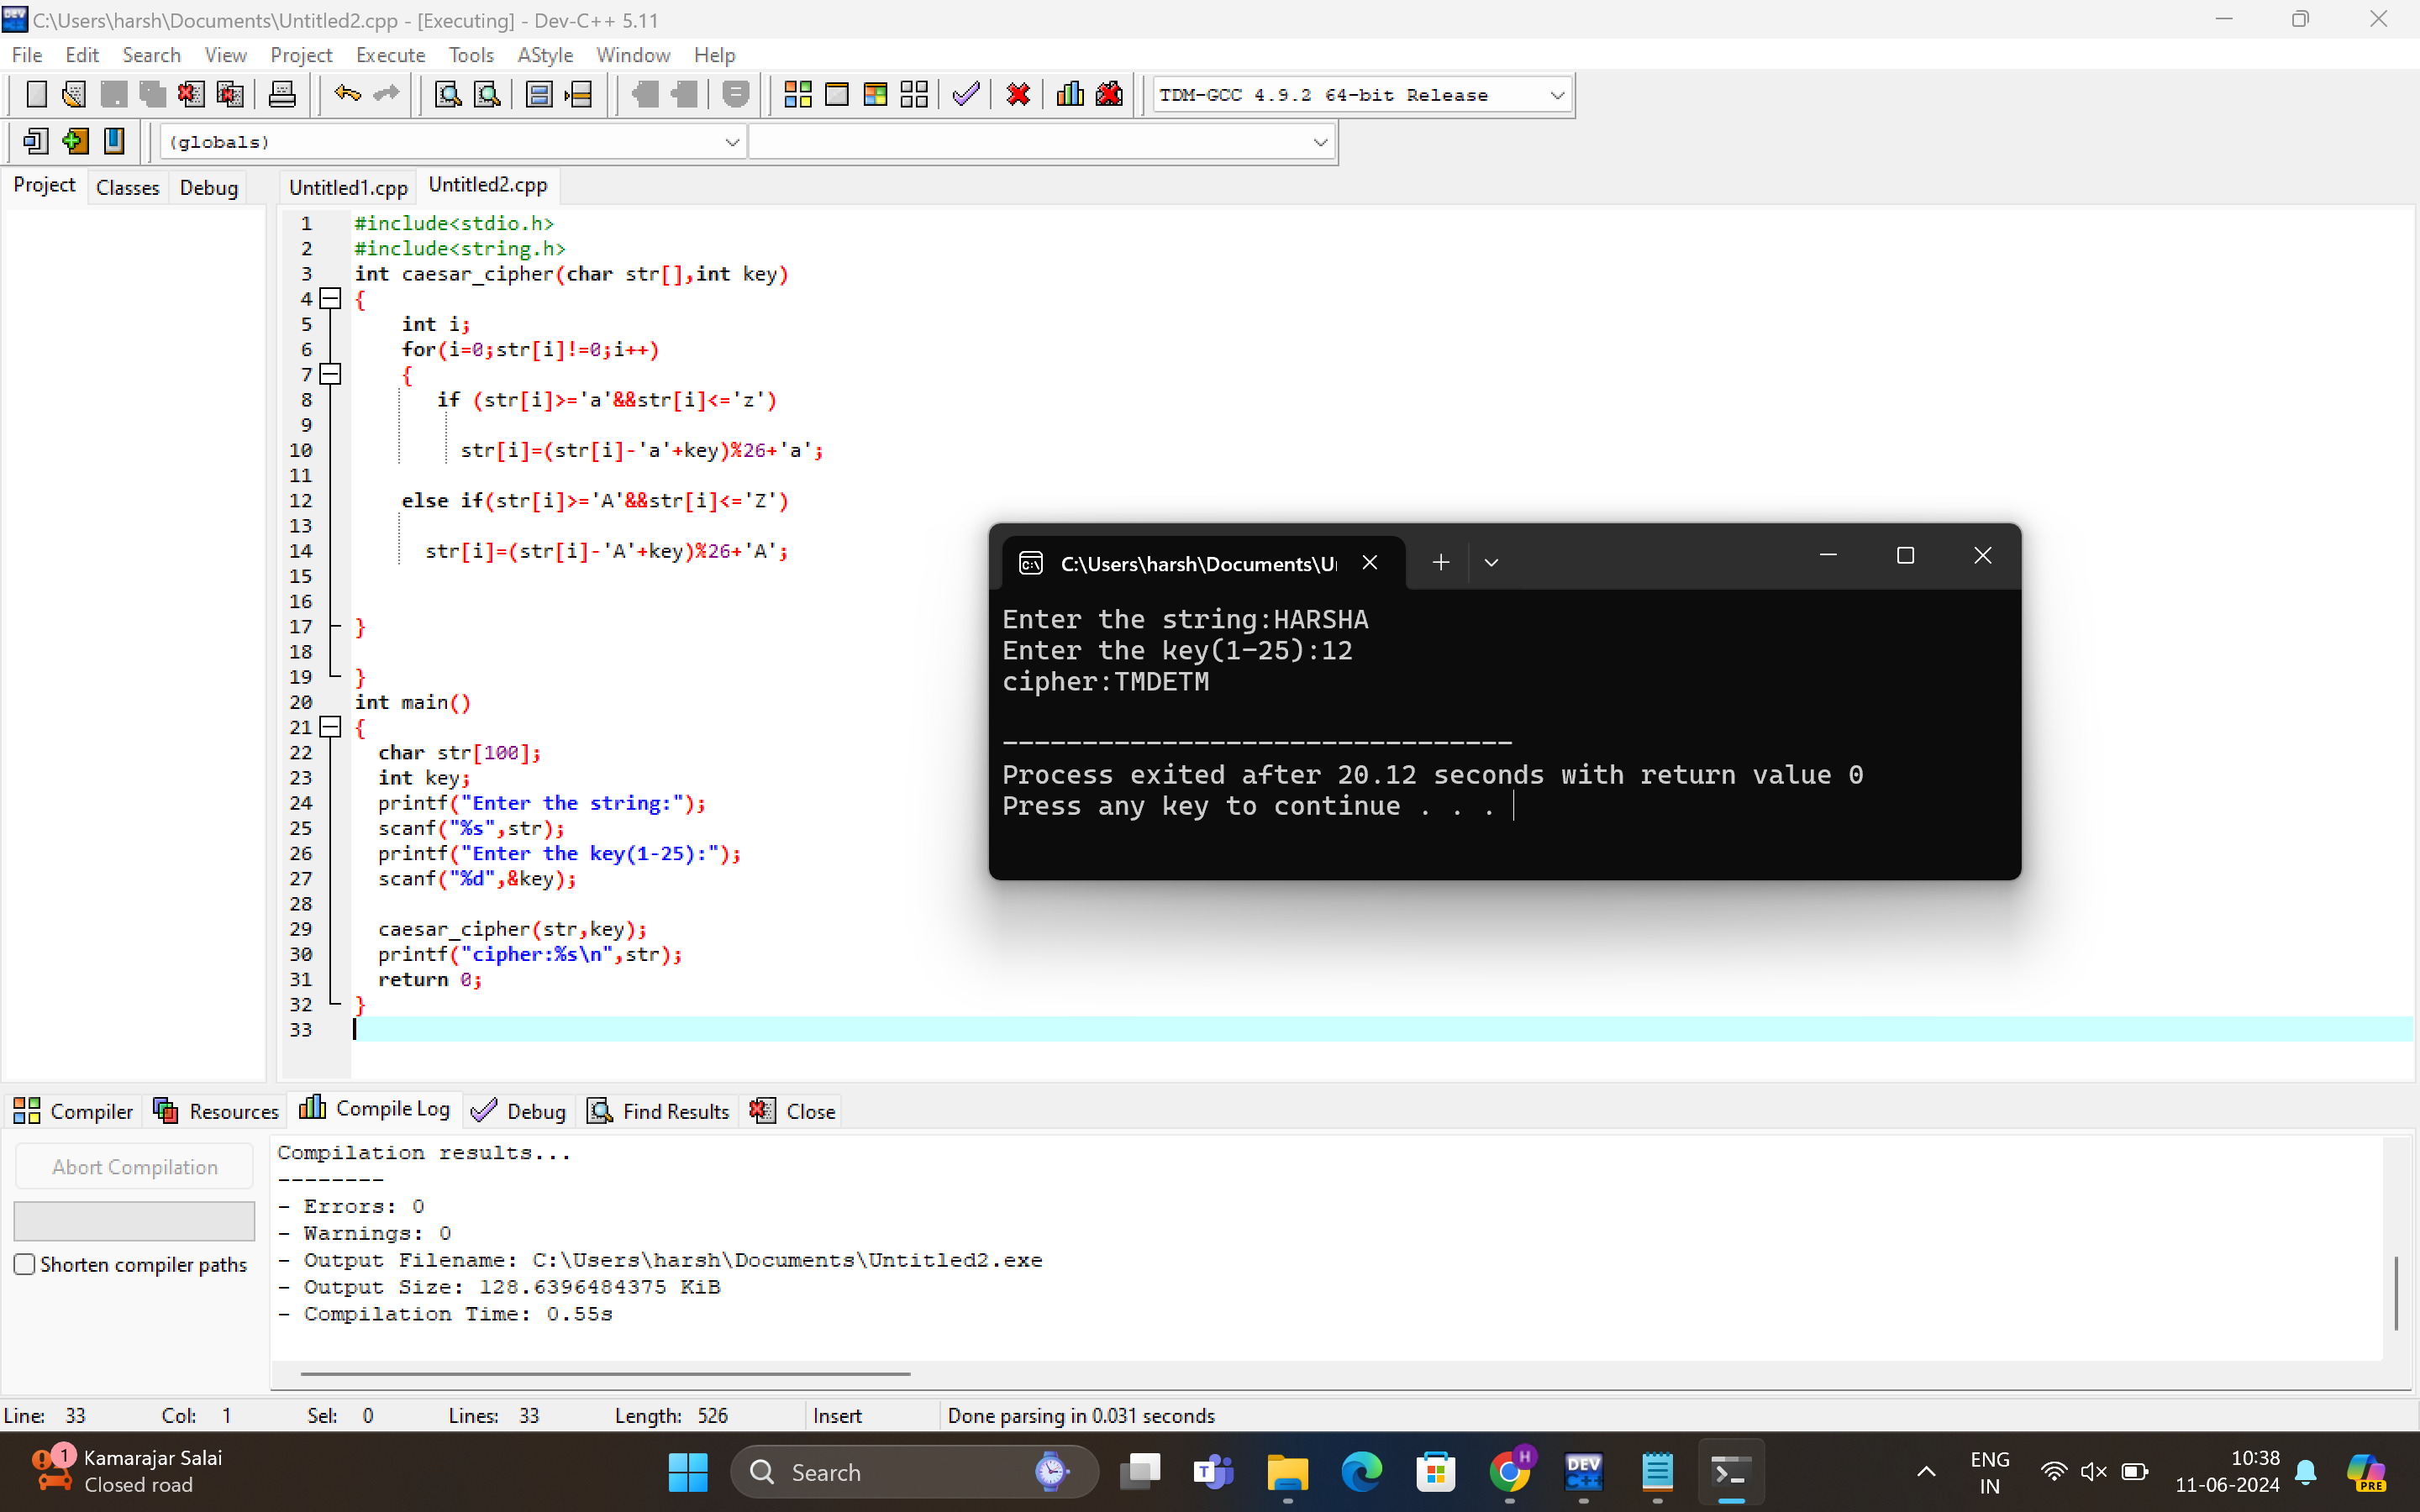 C:\Users\harsh\Documents\Untitled2.cpp - [Executing] - Dev-C++ 5.11
File Edit Search View Project Execute Tools AStyle Window Help
TDM-GCC 4.9.2 64-bit Release
(globals)
Project Classes Debug Untitled1.cpp Untitled2.cpp
1 #include<stdio.h>
2 #include<string.h>
3 int caesar_cipher(char str[],int key)
4 {
5 int i;
6 for(i=0;str[i]!=0;i++)
7 {
8 if (str[i]>='a'&&str[i]<='z')
9
10 str[i]=(str[i]-'a'+key)%26+'a';
11
12 else if(str[i]>='A'&&str[i]<='Z')
13
14 str[i]=(str[i]-'A'+key)%26+'A';
15
16
17 }
18
19 }
20 int main()
21 {
22 char str[100];
23 int key;
24 printf("Enter the string:");
25 scanf("%s",str);
26 printf("Enter the key(1-25):");
27 scanf("%d",&key);
28
29 caesar_cipher(str,key);
30 printf("cipher:%s\n",str);
31 return 0;
32 }
33
C:\Users\harsh\Documents\U
Enter the string:HARSHA
Enter the key(1-25):12
cipher:TMDETM
--------------------------------
Process exited after 20.12 seconds with return value 0
Press any key to continue . . .
Compiler Resources Compile Log Debug Find Results Close
Abort Compilation
Shorten compiler paths
Compilation results...
--------
- Errors: 0
- Warnings: 0
- Output Filename: C:\Users\harsh\Documents\Untitled2.exe
- Output Size: 128.6396484375 KiB
- Compilation Time: 0.55s
Line: 33 Col: 1 Sel: 0 Lines: 33 Length: 526 Insert Done parsing in 0.031 seconds
1
Kamarajar Salai
Closed road
Search
T
H
DEV
C++
ENG
IN
10:38
11-06-2024
PRE